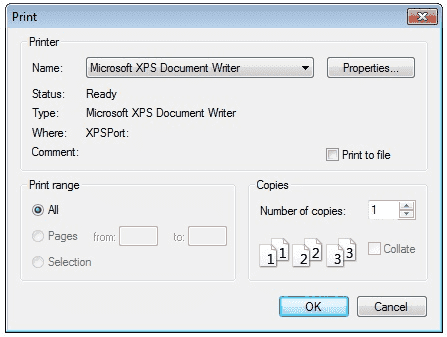 Print
Printer
Name: Microsoft XPS Document Writer Properties...
Status: Ready
Type: Microsoft XPS Document Writer
Where: XPSPort:
Comment: Print to file
Print range
All
Pages from: to:
Selection
Copies
Number of copies: 1
1 1 2 2 3 3 Collate
OK Cancel